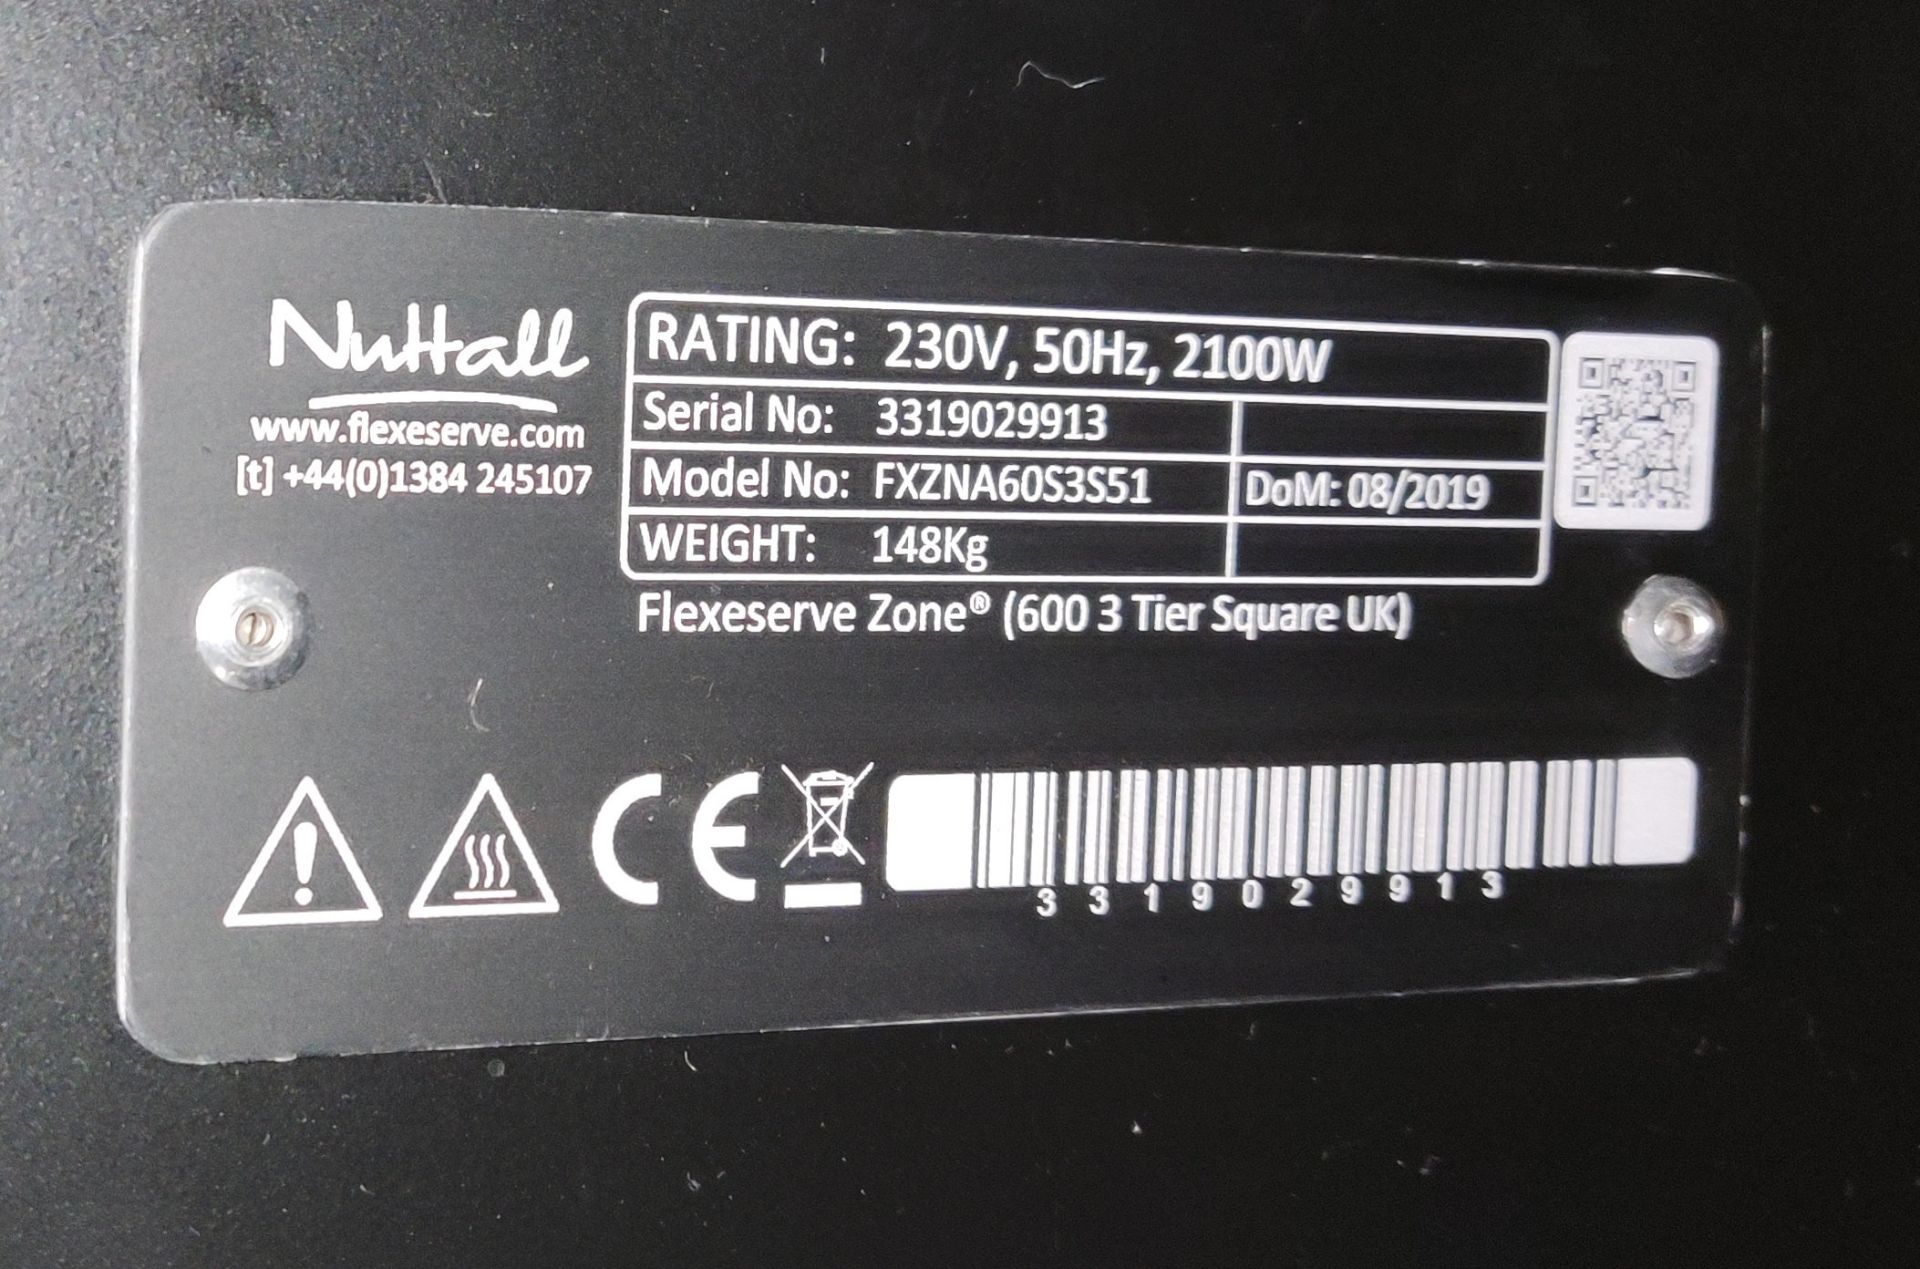 Nuttall
www.flexeserve.com
[t] +44(0)1384 245107
RATING: 230V, 50Hz, 2100W
Serial No: 3319029913
Model No: FXZNA60S3S51 DoM: 08/2019
WEIGHT: 148Kg
Flexeserve Zone® (600 3 Tier Square UK)
CE
3319029913